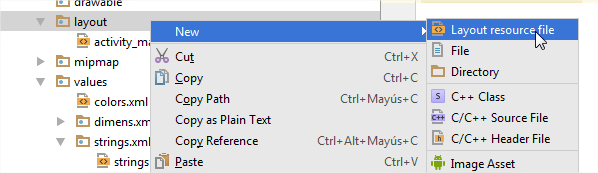 drawable
layout
activity_ma
mipmap
values
colors.xml
dimens.xml
strings.xml
strings
New
Cut Ctrl+X
Copy Ctrl+C
Copy Path Ctrl+Mayús+C
Copy as Plain Text
Copy Reference Ctrl+Alt+Mayús+C
Paste Ctrl+V
Layout resource file
File
Directory
S C++ Class
C++ C/C++ Source File
h C/C++ Header File
Image Asset